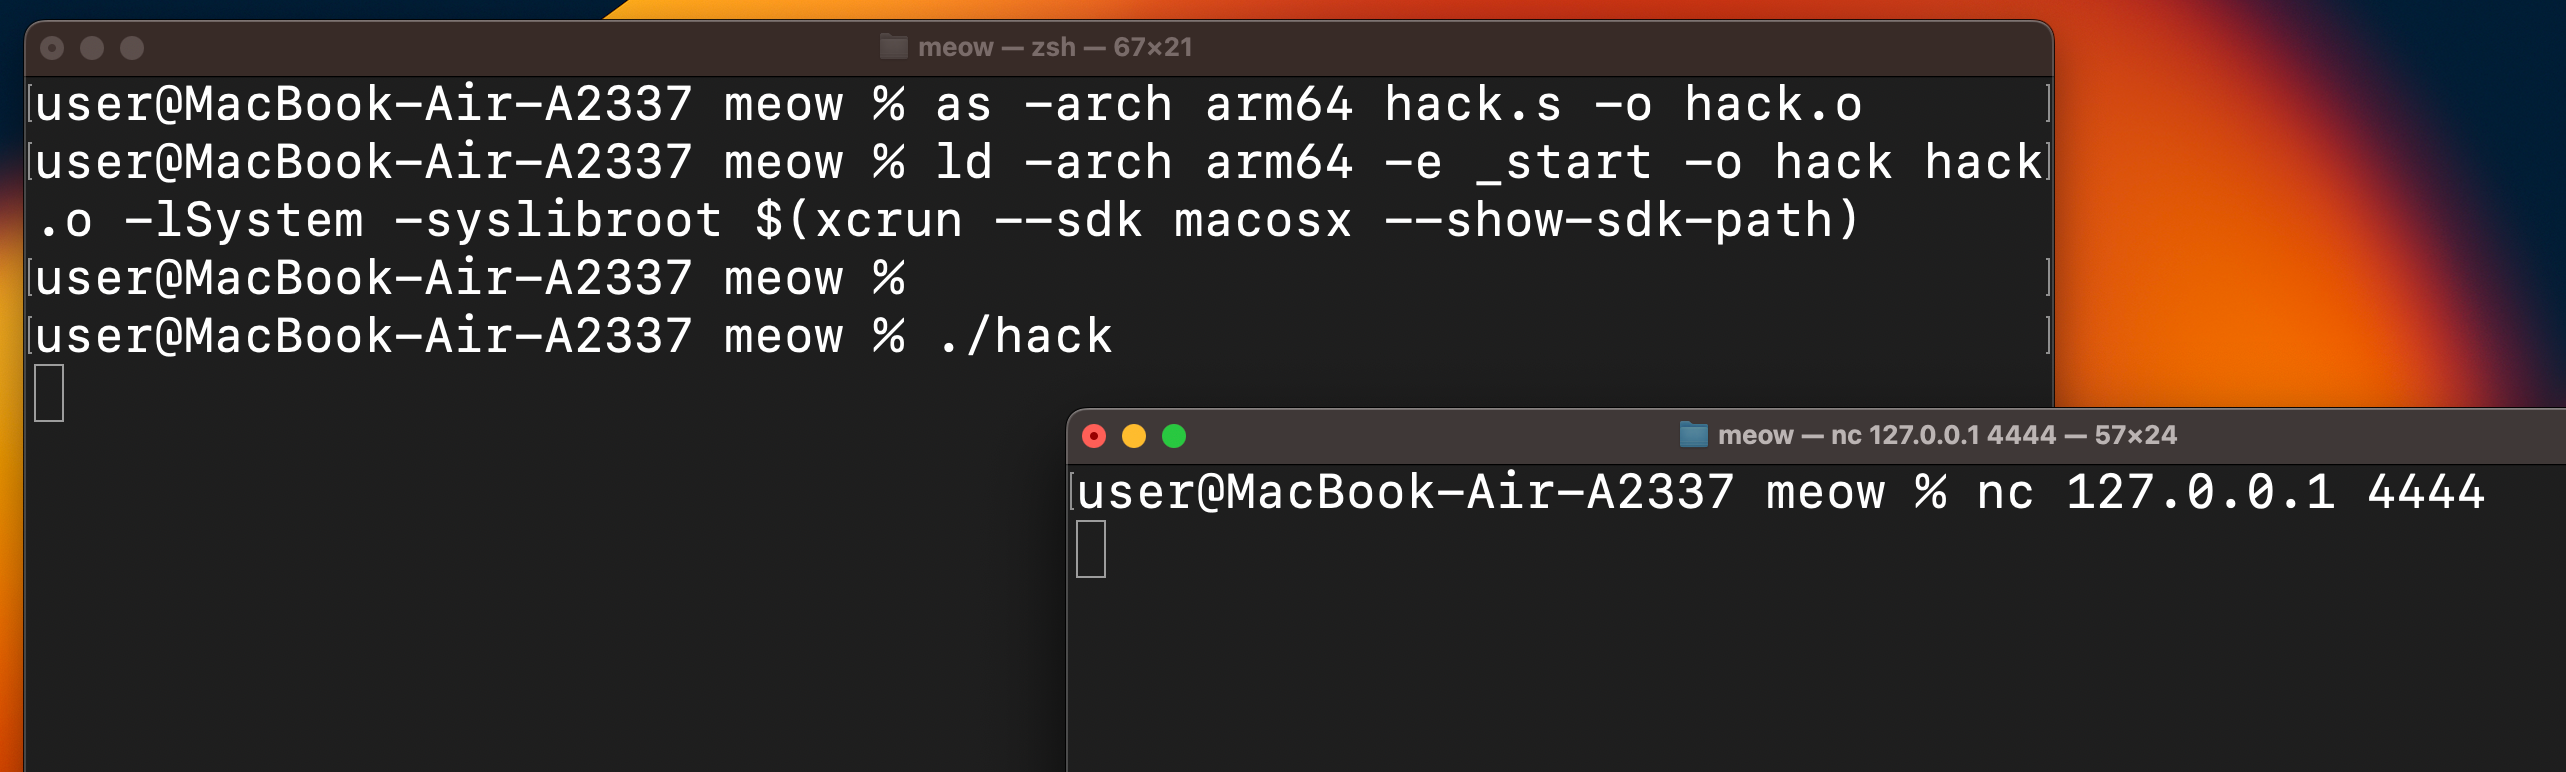 meow — zsh — 67×21
user@MacBook-Air-A2337 meow % as -arch arm64 hack.s -o hack.o
user@MacBook-Air-A2337 meow % ld -arch arm64 -e _start -o hack hack
.o -lSystem -syslibroot $(xcrun --sdk macosx --show-sdk-path)
user@MacBook-Air-A2337 meow %
user@MacBook-Air-A2337 meow % ./hack
meow — nc 127.0.0.1 4444 — 57×24
user@MacBook-Air-A2337 meow % nc 127.0.0.1 4444